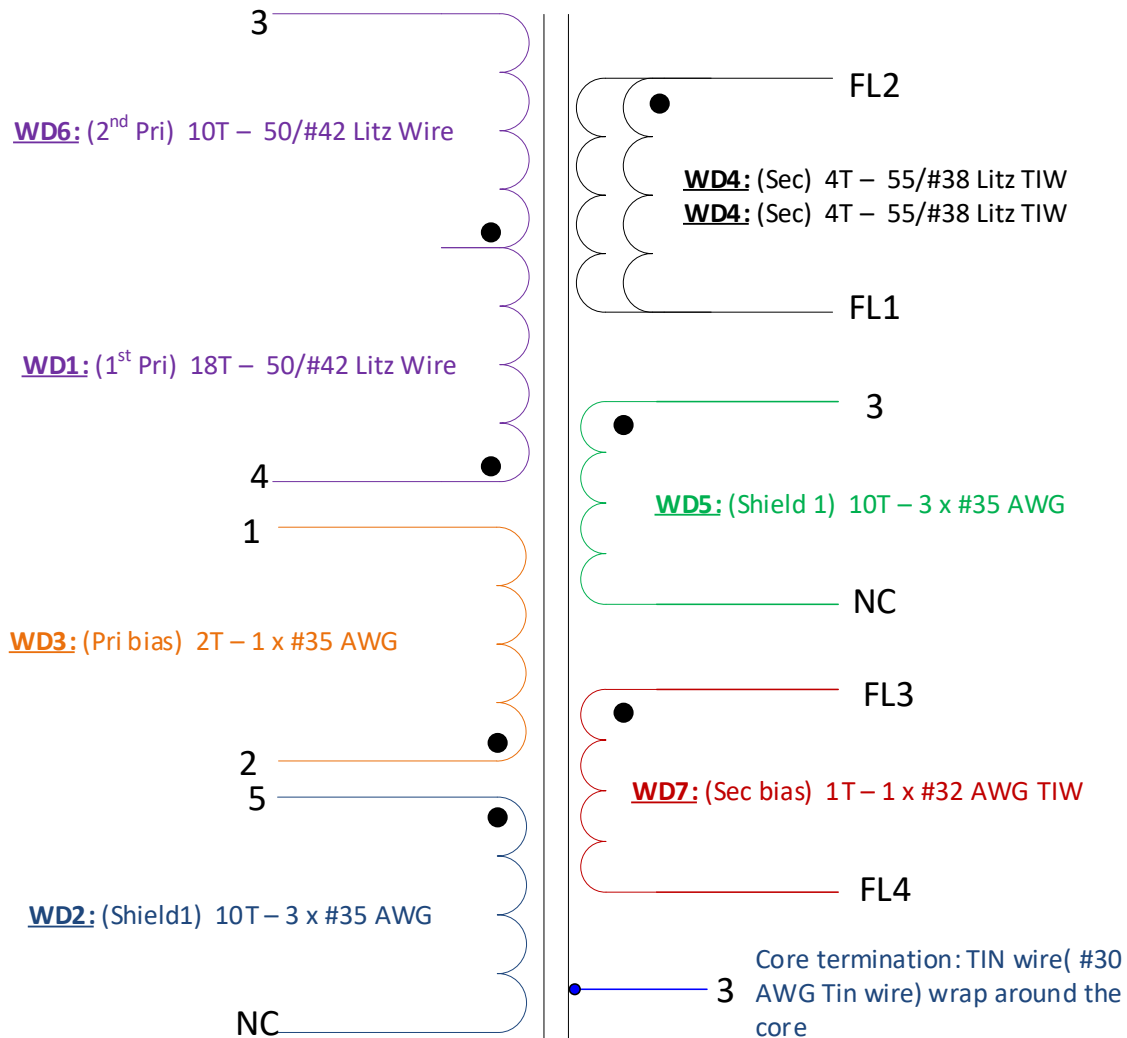 3
WD6: (2nd Pri) 10T – 50/#42 Litz Wire
WD1: (1st Pri) 18T – 50/#42 Litz Wire
4
1
WD3: (Pri bias) 2T – 1 x #35 AWG
2
5
WD2: (Shield1) 10T – 3 x #35 AWG
NC
FL2
WD4: (Sec) 4T – 55/#38 Litz TIW
WD4: (Sec) 4T – 55/#38 Litz TIW
FL1
3
WD5: (Shield 1) 10T – 3 x #35 AWG
NC
FL3
WD7: (Sec bias) 1T – 1 x #32 AWG TIW
FL4
3
Core termination: TIN wire( #30
AWG Tin wire) wrap around the
core